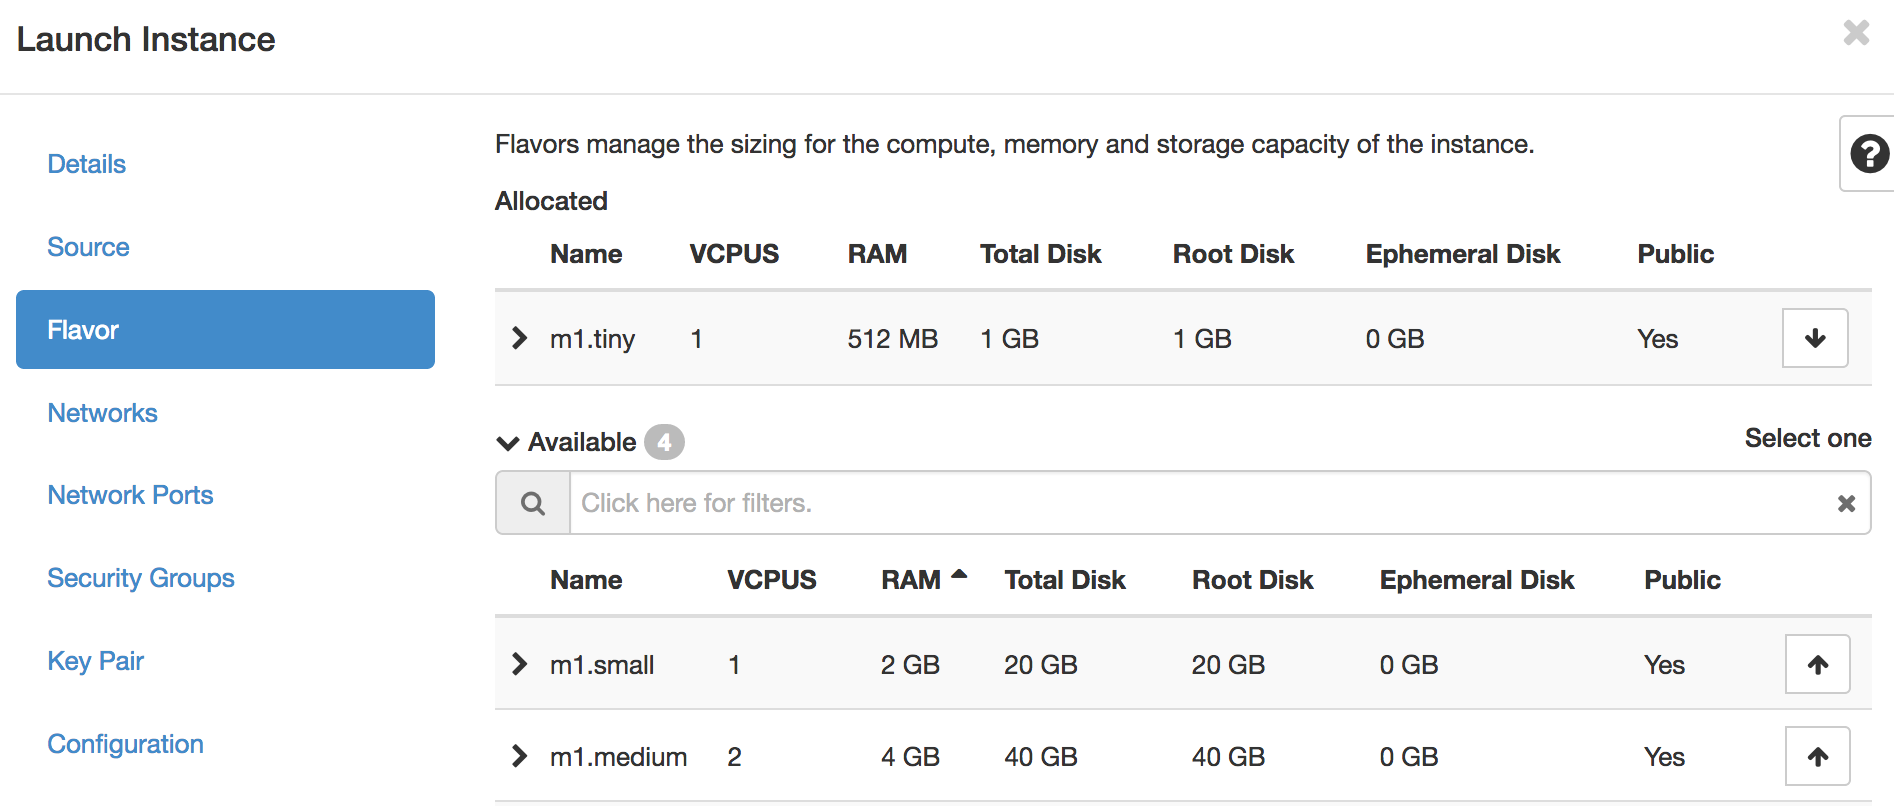 Launch Instance
Details
Source
Flavor
Networks
Network Ports
Security Groups
Key Pair
Configuration
Flavors manage the sizing for the compute, memory and storage capacity of the instance.
Allocated
Name VCPUS RAM Total Disk Root Disk Ephemeral Disk Public
m1.tiny 1 512 MB 1 GB 1 GB 0 GB Yes
Available 4 Select one
Click here for filters.
Name VCPUS RAM Total Disk Root Disk Ephemeral Disk Public
m1.small 1 2 GB 20 GB 20 GB 0 GB Yes
m1.medium 2 4 GB 40 GB 40 GB 0 GB Yes